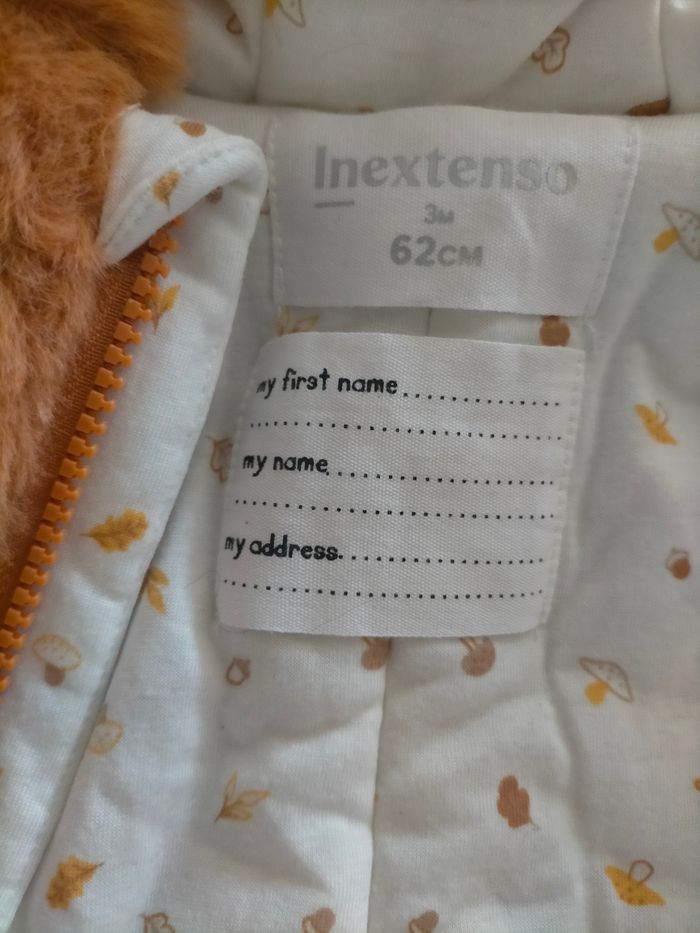 Inextenso
3M
62CM
my first name
my name
my address